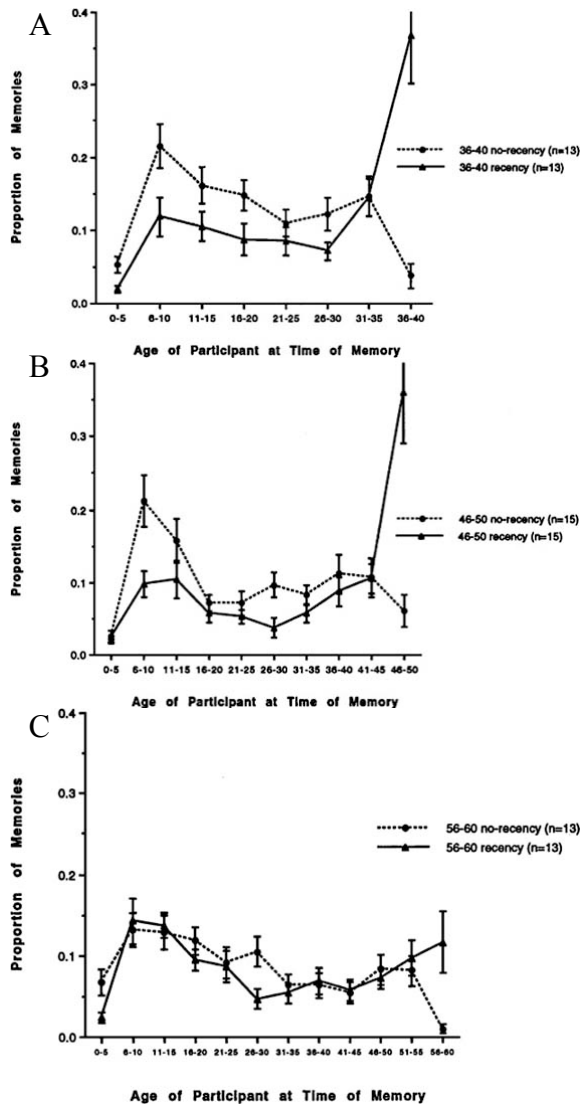 A
0.4
0.3
0.2
0.1
0.0
Proportion of Memories
36-40 no-recency (n=13)
36-40 recency (n=13)
0-5 6-10 11-15 16-20 21-25 26-30 31-35 36-40
Age of Participant at Time of Memory
B
0.4
0.3
0.2
0.1
0.0
Proportion of Memories
46-50 no-recency (n=15)
46-50 recency (n=15)
0-5 6-10 11-15 16-20 21-25 26-30 31-35 36-40 41-45 46-50
Age of Participant at Time of Memory
C
0.4
0.3
0.2
0.1
0.0
Proportion of Memories
56-60 no-recency (n=13)
56-60 recency (n=13)
0-5 6-10 11-15 16-20 21-25 26-30 31-35 36-40 41-45 46-50 51-55 56-60
Age of Participant at Time of Memory